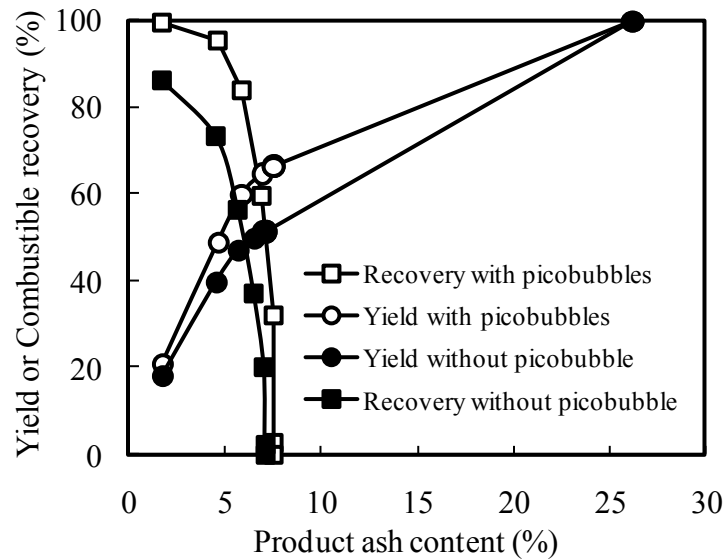 Yield or Combustible recovery (%)
100
80
60
40
20
0
Recovery with picobubbles
Yield with picobubbles
Yield without picobubble
Recovery without picobubble
0 5 10 15 20 25 30
Product ash content (%)